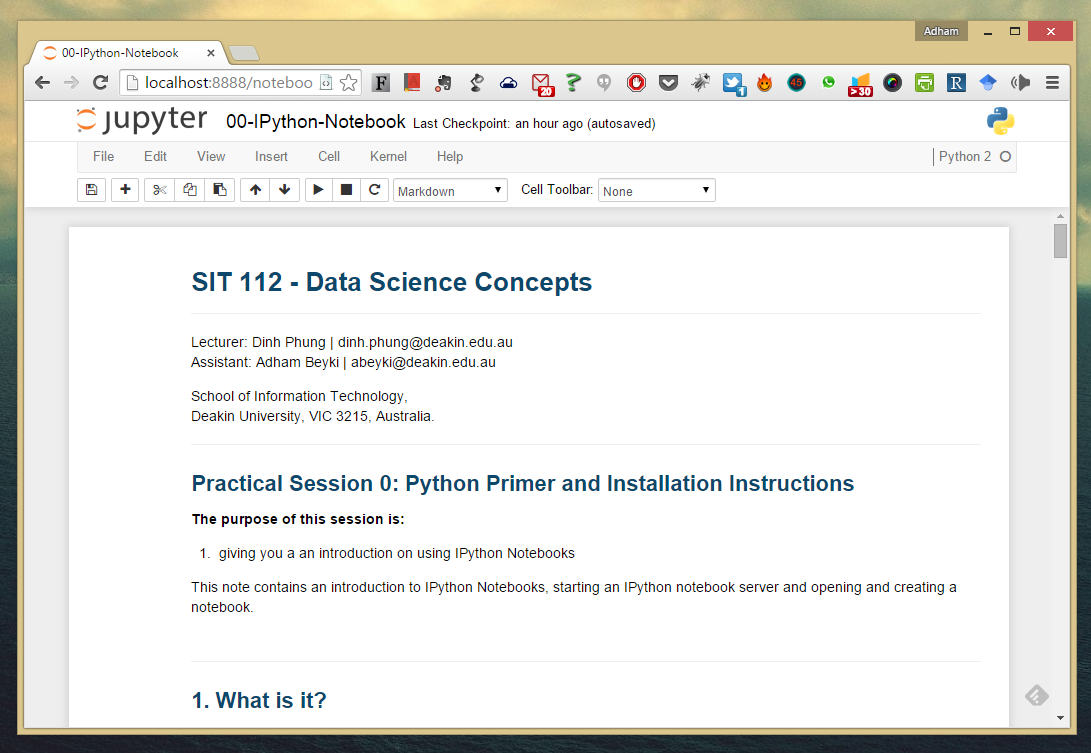 Adham
00-IPython-Notebook
localhost:8888/noteboo
20
1
45
>30
R
jupyter 00-IPython-Notebook Last Checkpoint: an hour ago (autosaved)
File Edit View Insert Cell Kernel Help Python 2
Markdown Cell Toolbar: None
SIT 112 - Data Science Concepts
Lecturer: Dinh Phung | dinh.phung@deakin.edu.au
Assistant: Adham Beyki | abeyki@deakin.edu.au
School of Information Technology,
Deakin University, VIC 3215, Australia.
Practical Session 0: Python Primer and Installation Instructions
The purpose of this session is:
1. giving you a an introduction on using IPython Notebooks
This note contains an introduction to IPython Notebooks, starting an IPython notebook server and opening and creating a
notebook.
1. What is it?